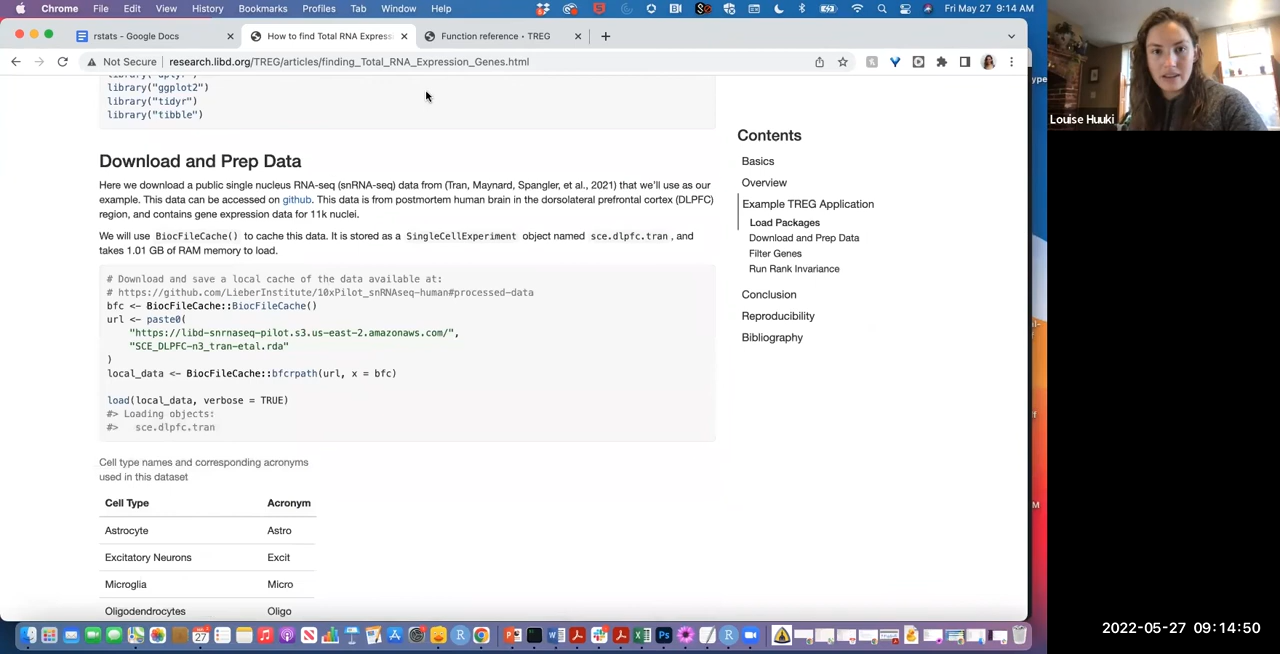 Chrome File Edit View History Bookmarks Profiles Tab Window Help Fri May 27 9:14 AM
rstats - Google Docs How to find Total RNA Express Function reference • TREG
Not Secure research.libd.org/TREG/articles/finding_Total_RNA_Expression_Genes.html
library("dplyr")
library("ggplot2")
library("tidyr")
library("tibble")
Download and Prep Data
Here we download a public single nucleus RNA-seq (snRNA-seq) data from (Tran, Maynard, Spangler, et al., 2021) that we'll use as our
example. This data can be accessed on github. This data is from postmortem human brain in the dorsolateral prefrontal cortex (DLPFC)
region, and contains gene expression data for 11k nuclei.
We will use BiocFileCache() to cache this data. It is stored as a SingleCellExperiment object named sce.dlpfc.tran, and
takes 1.01 GB of RAM memory to load.
# Download and save a local cache of the data available at:
# https://github.com/LieberInstitute/10xPilot_snRNAseq-human#processed-data
bfc <- BiocFileCache::BiocFileCache()
url <- paste0(
"https://libd-snrnaseq-pilot.s3.us-east-2.amazonaws.com/",
"SCE_DLPFC-n3_tran-etal.rda"
)
local_data <- BiocFileCache::bfcrpath(url, x = bfc)
load(local_data, verbose = TRUE)
#> Loading objects:
#> sce.dlpfc.tran
Cell type names and corresponding acronyms
used in this dataset
Cell Type Acronym
Astrocyte Astro
Excitatory Neurons Excit
Microglia Micro
Oligodendrocytes Oligo
Contents
Basics
Overview
Example TREG Application
Load Packages
Download and Prep Data
Filter Genes
Run Rank Invariance
Conclusion
Reproducibility
Bibliography
Louise Huuki
2022-05-27 09:14:50